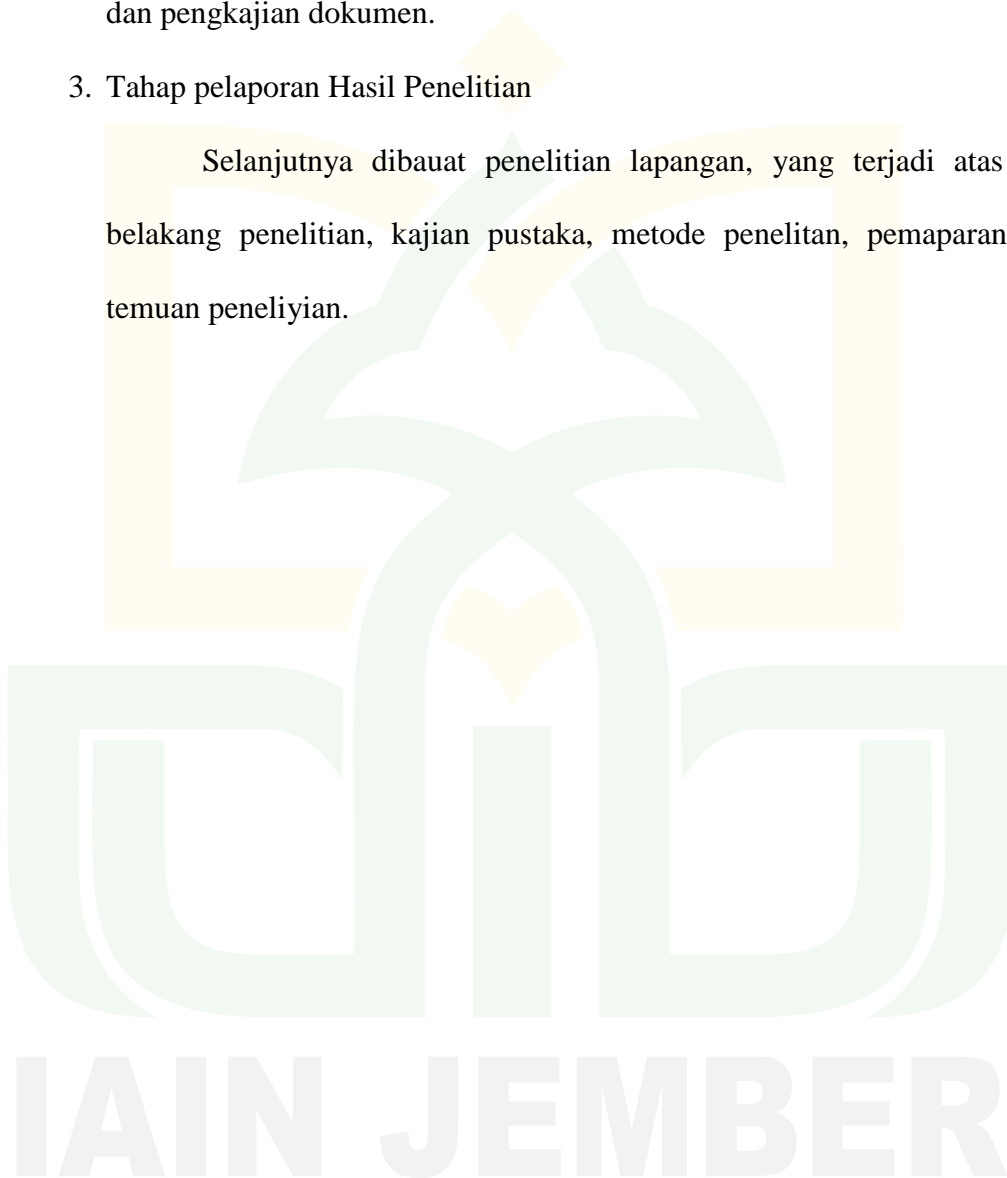 dan pengkajian dokumen.
3. Tahap pelaporan Hasil Penelitian
Selanjutnya dibauat penelitian lapangan, yang terjadi atas
belakang penelitian, kajian pustaka, metode penelitan, pemaparan
temuan peneliyian.
IAIN JEMBER